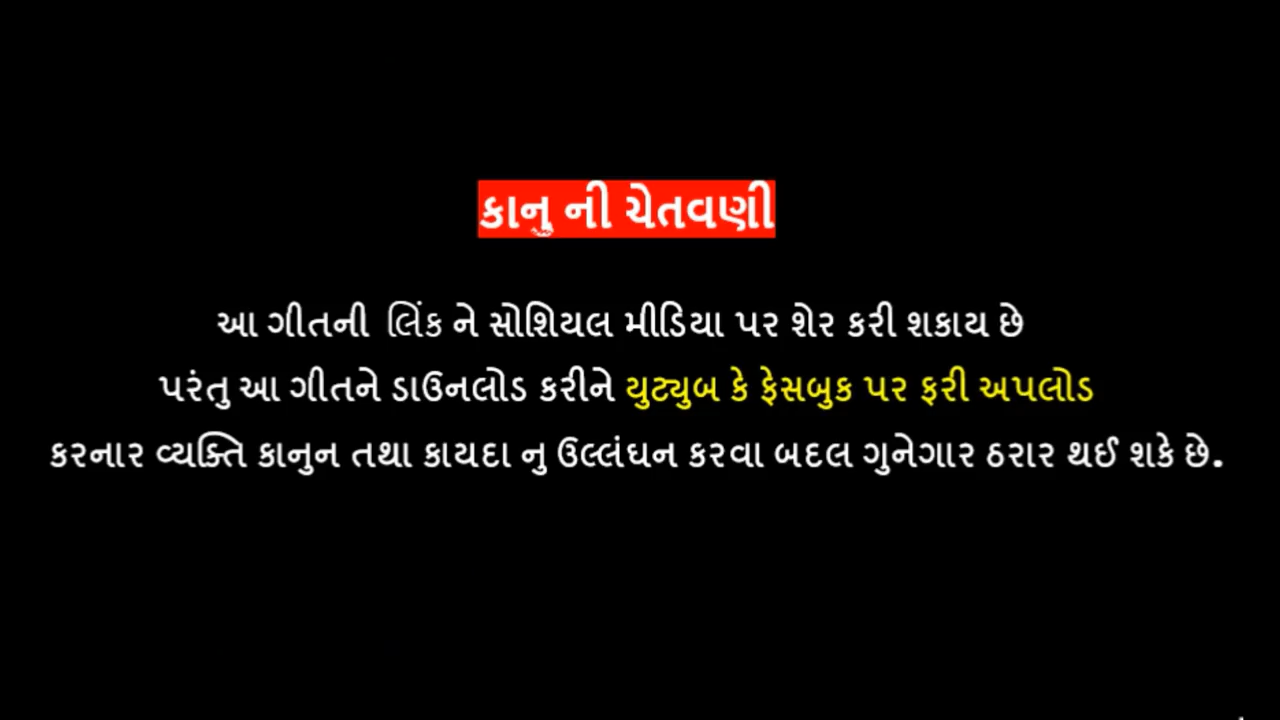 કાનુ ની ચેતવણી
આ ગીતની લિંક ને સોશિયલ મીડિયા પર શેર કરી શકાય છે
પરંતુ આ ગીતને ડાઉનલોડ કરીને યુટ્યુબ કે ફેસબુક પર ફરી અપલોડ
કરનાર વ્યક્તિ કાનુન તથા કાયદા નુ ઉલ્લંઘન કરવા બદલ ગુનેગાર ઠરાર થઈ શકે છે.